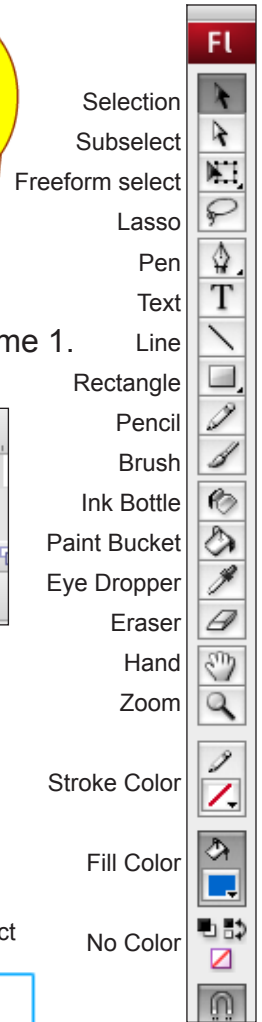 Fl
Selection
Subselect
Freeform select
Lasso
Pen
T
Text
me 1.
Line
Rectangle
Pencil
Brush
Ink Bottle
Paint Bucket
Eye Dropper
Eraser
Hand
Zoom
Stroke Color
Fill Color
ct
No Color